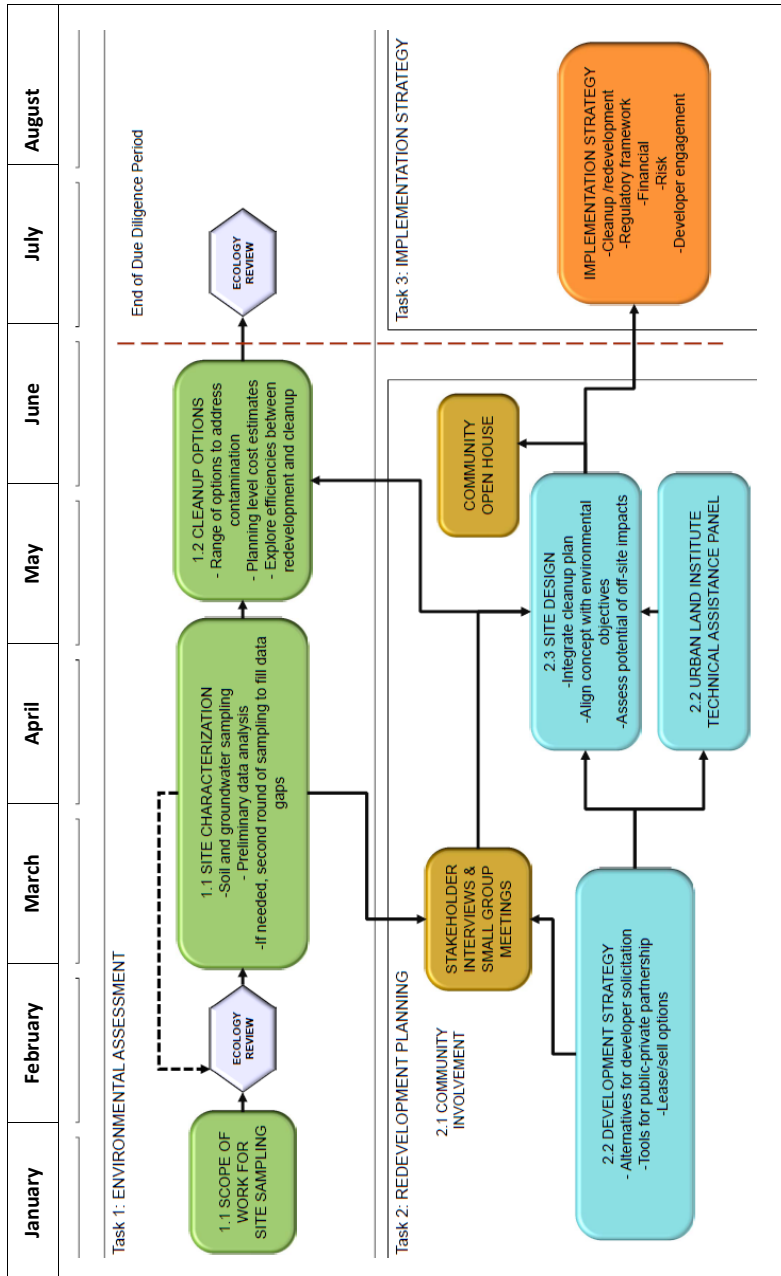 January
February
March
April
May
June
July
August
Task 1: ENVIRONMENTAL ASSESSMENT
End of Due Diligence Period
1.1 SCOPE OF
WORK FOR
SITE SAMPLING
ECOLOGY
REVIEW
1.1 SITE CHARACTERIZATION
-Soil and groundwater sampling
- Preliminary data analysis
-If needed, second round of sampling to fill data
gaps
1.2 CLEANUP OPTIONS
- Range of options to address
contamination
- Planning level cost estimates
- Explore efficiencies between
redevelopment and cleanup
ECOLOGY
REVIEW
Task 2: REDEVELOPMENT PLANNING
2.1 COMMUNITY
INVOLVEMENT
STAKEHOLDER
INTERVIEWS &
SMALL GROUP
MEETINGS
COMMUNITY
OPEN HOUSE
2.2 DEVELOPMENT STRATEGY
- Alternatives for developer solicitation
-Tools for public-private partnership
-Lease/sell options
2.3 SITE DESIGN
-Integrate cleanup plan
-Align concept with environmental
objectives
-Assess potential of off-site impacts
2.2 URBAN LAND INSTITUTE
TECHNICAL ASSISTANCE PANEL
Task 3: IMPLEMENTATION STRATEGY
IMPLEMENTATION STRATEGY
-Cleanup /redevelopment
-Regulatory framework
-Financial
-Risk
-Developer engagement